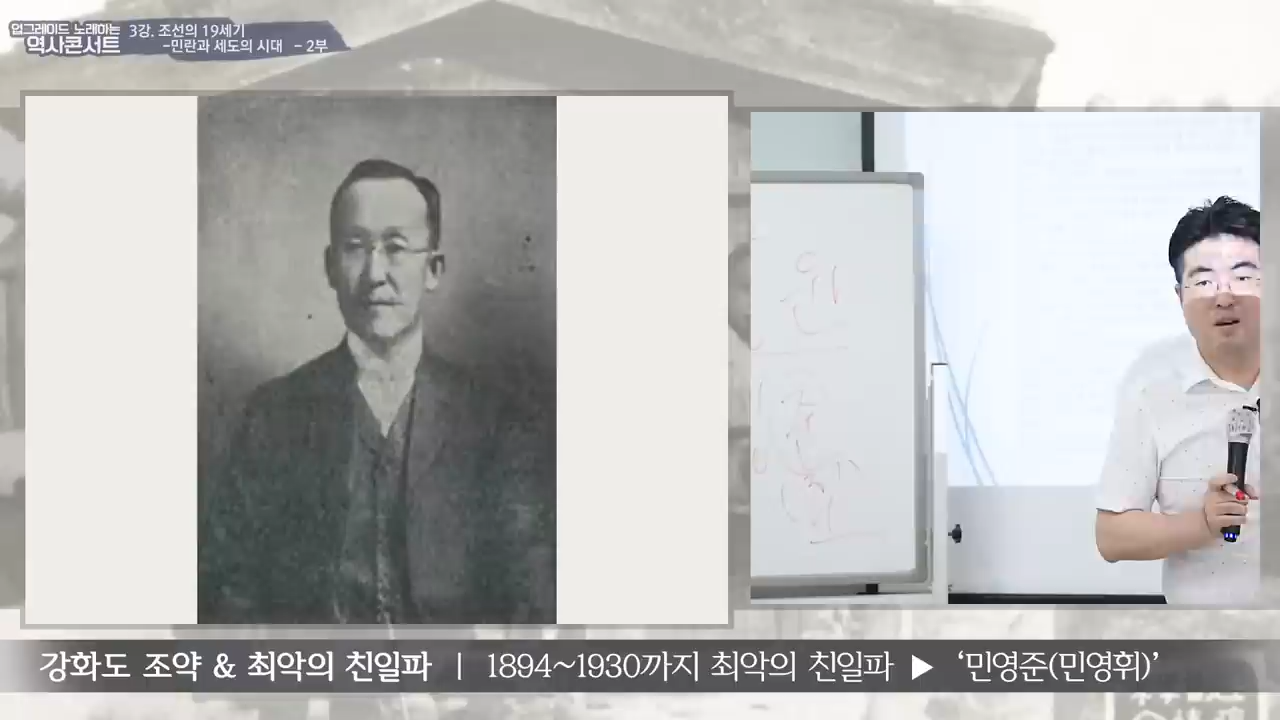 업그레이드 노래하는
역사콘서트
3강. 조선의 19세기
-민란과 세도의 시대 - 2부
강화도 조약 & 최악의 친일파 | 1894~1930까지 최악의 친일파 ▶ ‘민영준(민영휘)’